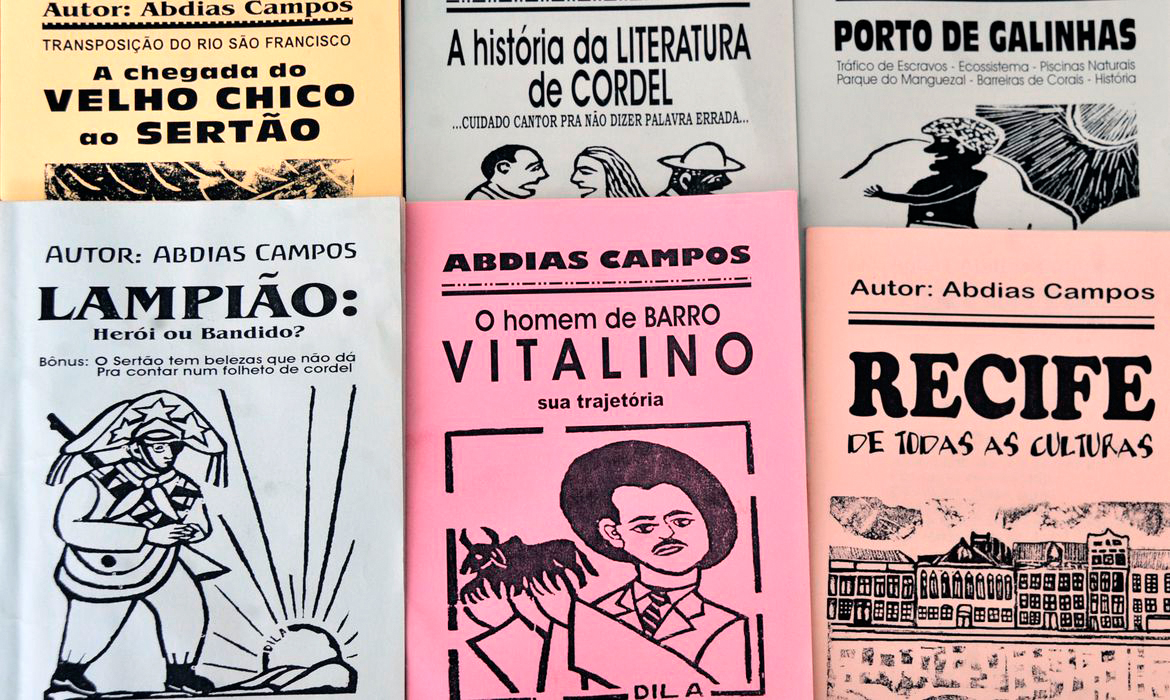 Autor: Abdias Campos
TRANSPOSIÇÃO DO RIO SÃO FRANCISCO
A chegada do
VELHO CHICO
ao SERTÃO
A história da LITERATURA
de CORDEL
...CUIDADO CANTOR PRA NÃO DIZER PALAVRA ERRADA...
PORTO DE GALINHAS
Tráfico de Escravos - Ecossistema - Piscinas Naturais
Parque do Manguezal - Barreiras de Corais - História
AUTOR: ABDIAS CAMPOS
LAMPIÃO:
Herói ou Bandido?
Bônus: O Sertão tem belezas que não dá
Pra contar num folheto de cordel
DILA
ABDIAS CAMPOS
O homem de BARRO
VITALINO
sua trajetória
DILA
Autor: Abdias Campos
RECIFE
DE TODAS AS CULTURAS